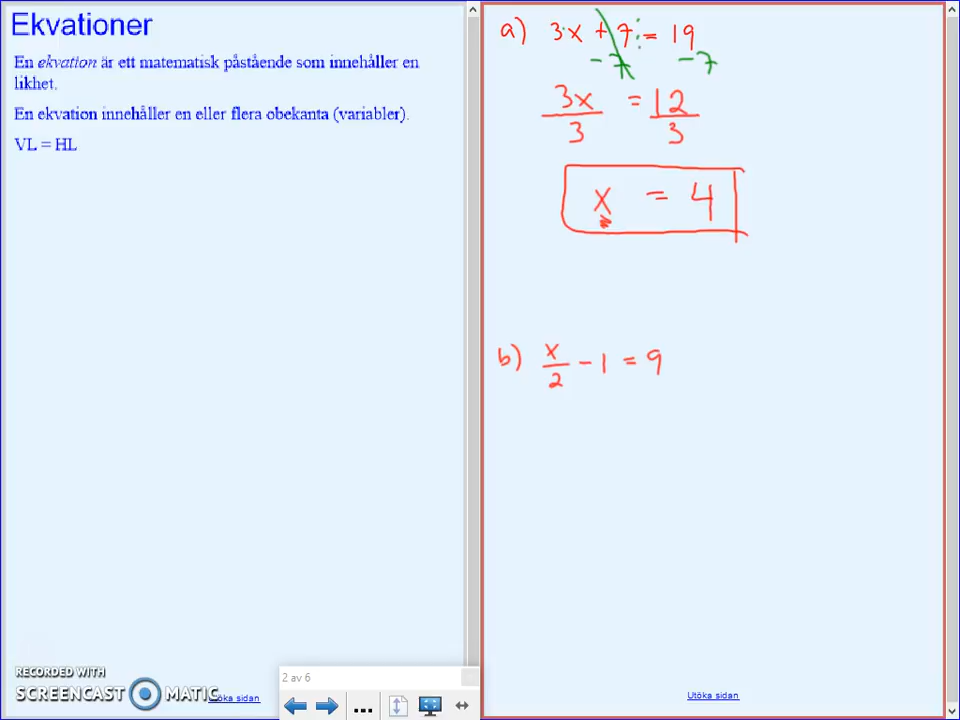 Ekvationer
En ekvation är ett matematisk påstående som innehåller en
likhet.
En ekvation innehåller en eller flera obekanta (variabler).
VL = HL
a) 3·x + 7 = 19
- 7 - 7
3x/3 = 12/3
x = 4
b) x/2 - 1 = 9
RECORDED WITH
SCREENCAST MATIC
Utöka sidan
2 av 6
...
Utöka sidan